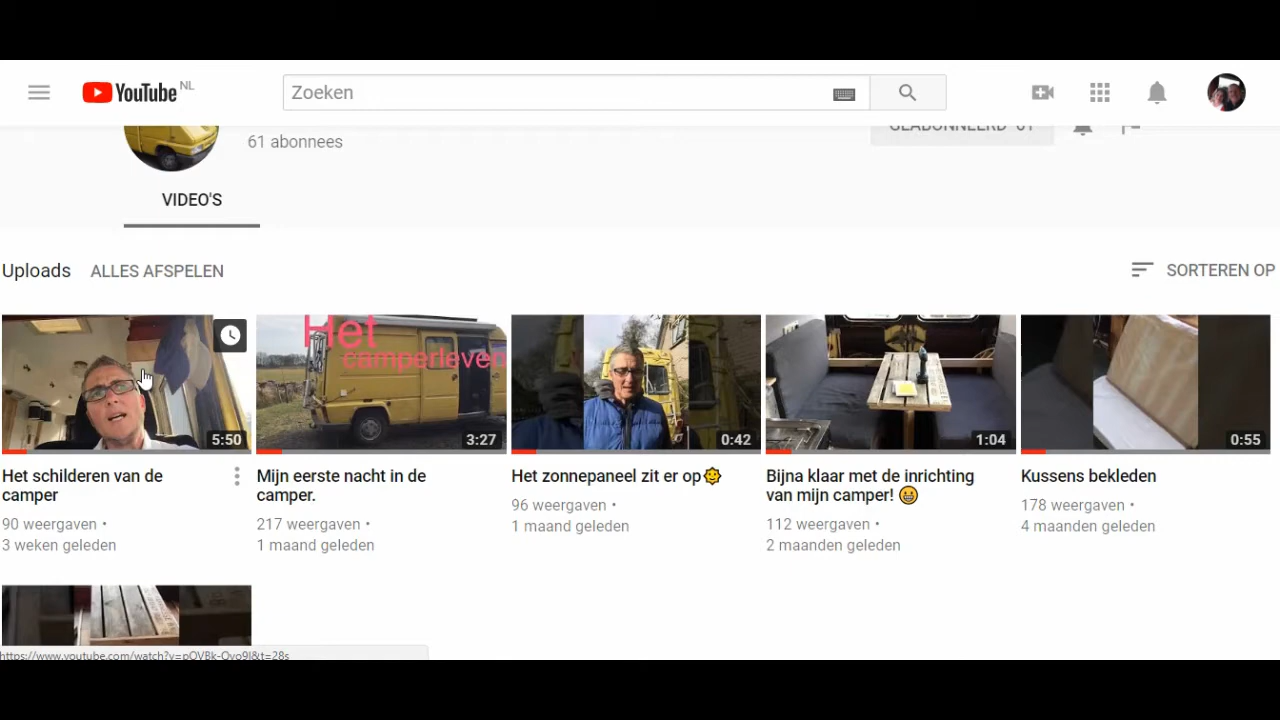 YouTube NL
Zoeken
61 abonnees
GEABONNEERD 61
VIDEO'S
Uploads ALLES AFSPELEN
SORTEREN OP
Het
camperleven
5:50
3:27
0:42
1:04
0:55
Het schilderen van de
camper
90 weergaven •
3 weken geleden
Mijn eerste nacht in de
camper.
217 weergaven •
1 maand geleden
Het zonnepaneel zit er op🌞
96 weergaven •
1 maand geleden
Bijna klaar met de inrichting
van mijn camper! 😀
112 weergaven •
2 maanden geleden
Kussens bekleden
178 weergaven •
4 maanden geleden